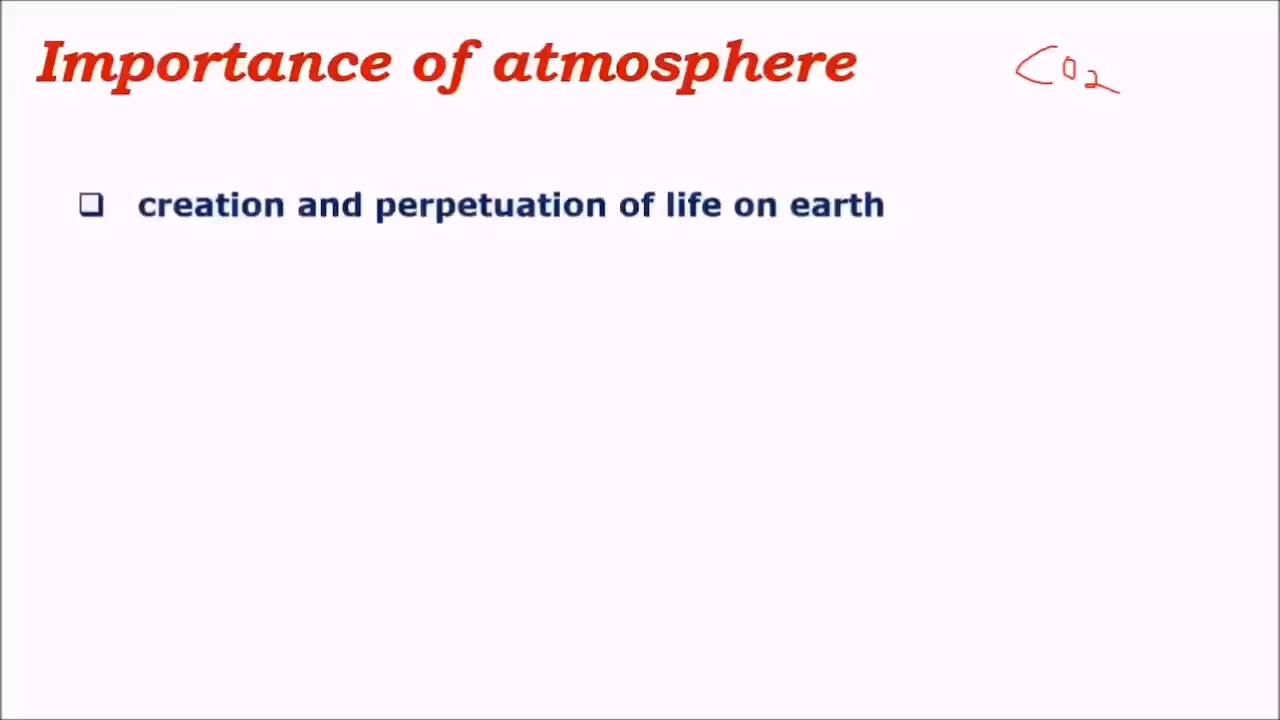 Importance of atmosphere
CO2
creation and perpetuation of life on earth